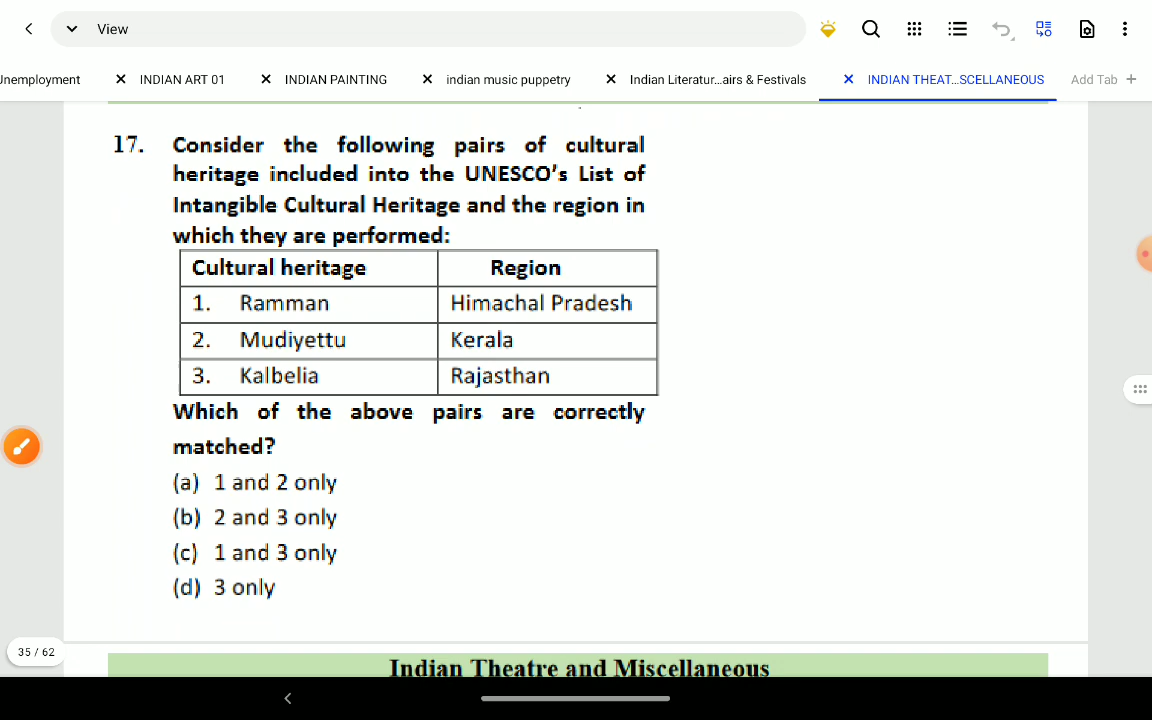 View
Jnemployment
INDIAN ART 01
INDIAN PAINTING
indian music puppetry
Indian Literatur...airs & Festivals
INDIAN THEAT...SCELLANEOUS
Add Tab +
17. Consider the following pairs of cultural
heritage included into the UNESCO's List of
Intangible Cultural Heritage and the region in
which they are performed:
Cultural heritage Region
1. Ramman Himachal Pradesh
2. Mudiyettu Kerala
3. Kalbelia Rajasthan
Which of the above pairs are correctly
matched?
(a) 1 and 2 only
(b) 2 and 3 only
(c) 1 and 3 only
(d) 3 only
35 / 62
Indian Theatre and Miscellaneous